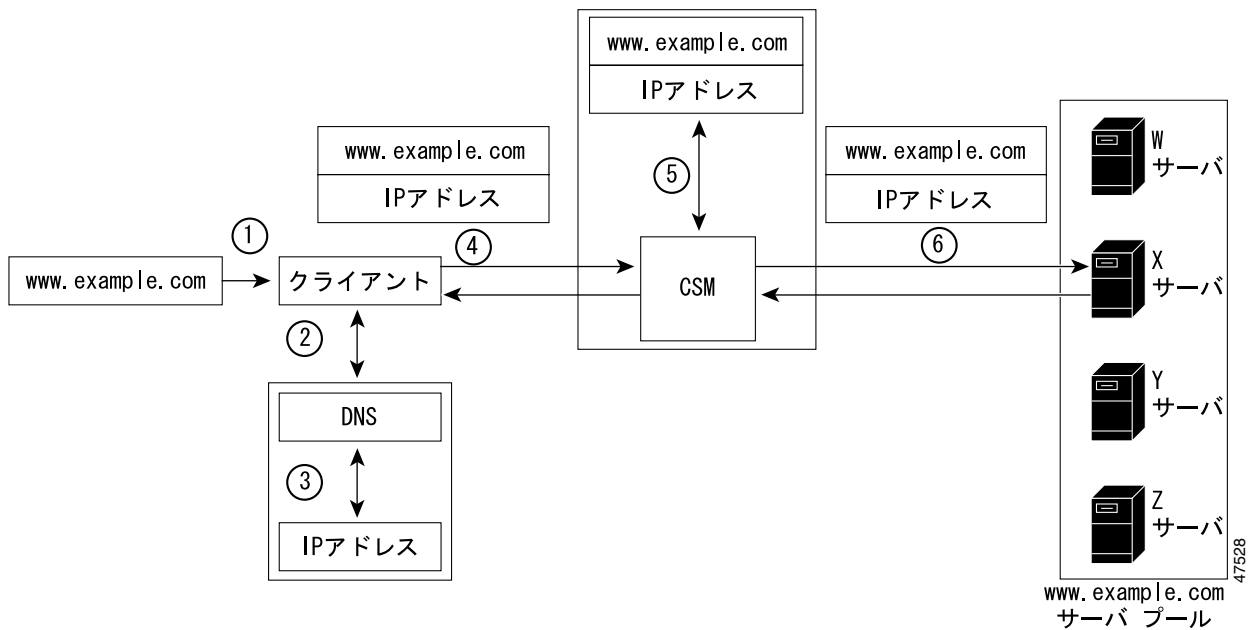 www.example.com
IPアドレス
www.example.com
IPアドレス
www.example.com
IPアドレス
①
④
⑤
⑥
www.example.com
クライアント
CSM
②
DNS
③
IPアドレス
W
サーバ
X
サーバ
Y
サーバ
Z
サーバ
www.example.com
サーバ プール
47528